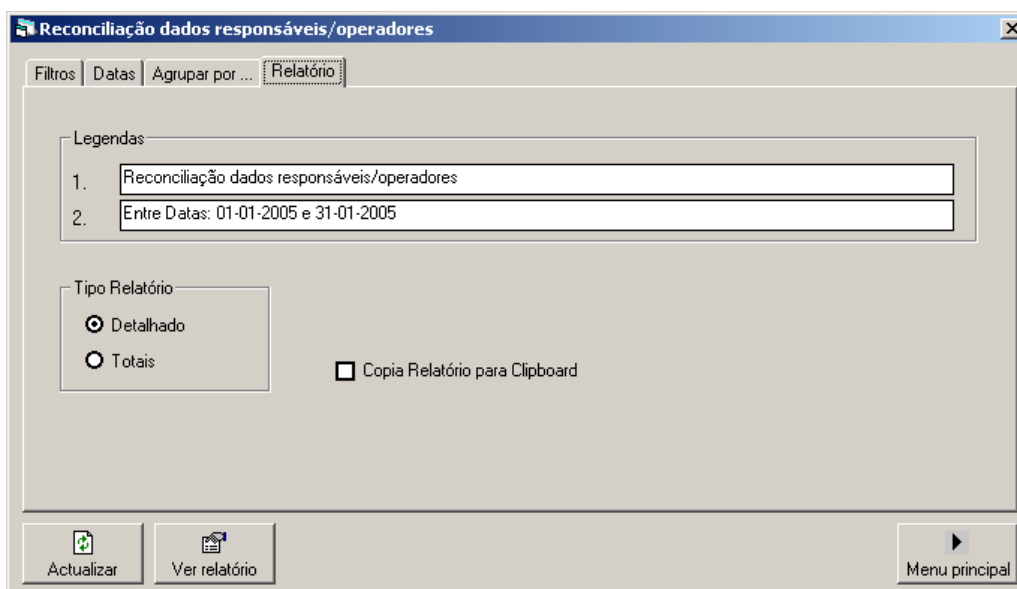 Reconciliação dados responsáveis/operadores
Filtros Datas Agrupar por ... Relatório
Legendas
1. Reconciliação dados responsáveis/operadores
2. Entre Datas: 01-01-2005 e 31-01-2005
Tipo Relatório
Detalhado
Totais
Copia Relatório para Clipboard
Actualizar Ver relatório Menu principal